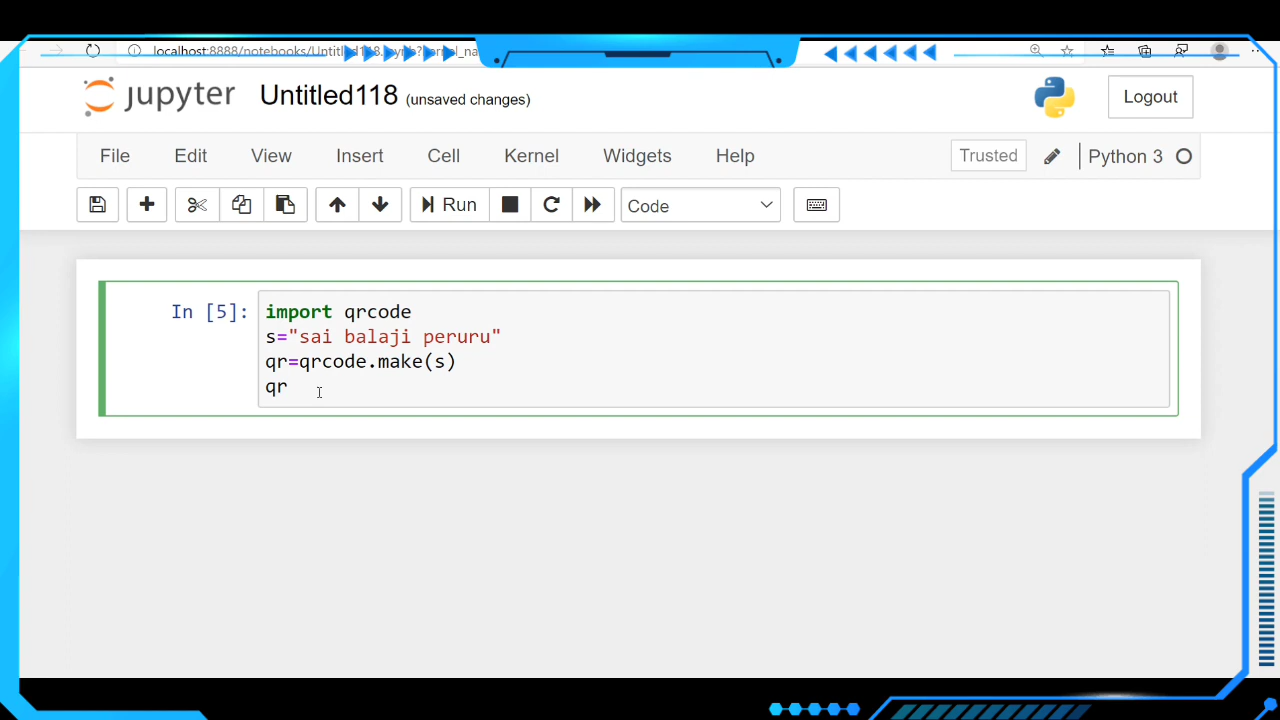 localhost:8888/notebooks/Untitled118.ipynb?kernel_na
jupyter Untitled118 (unsaved changes)
Logout
File Edit View Insert Cell Kernel Widgets Help Trusted Python 3
Run Code
In [5]: import qrcode
s="sai balaji peruru"
qr=qrcode.make(s)
qr